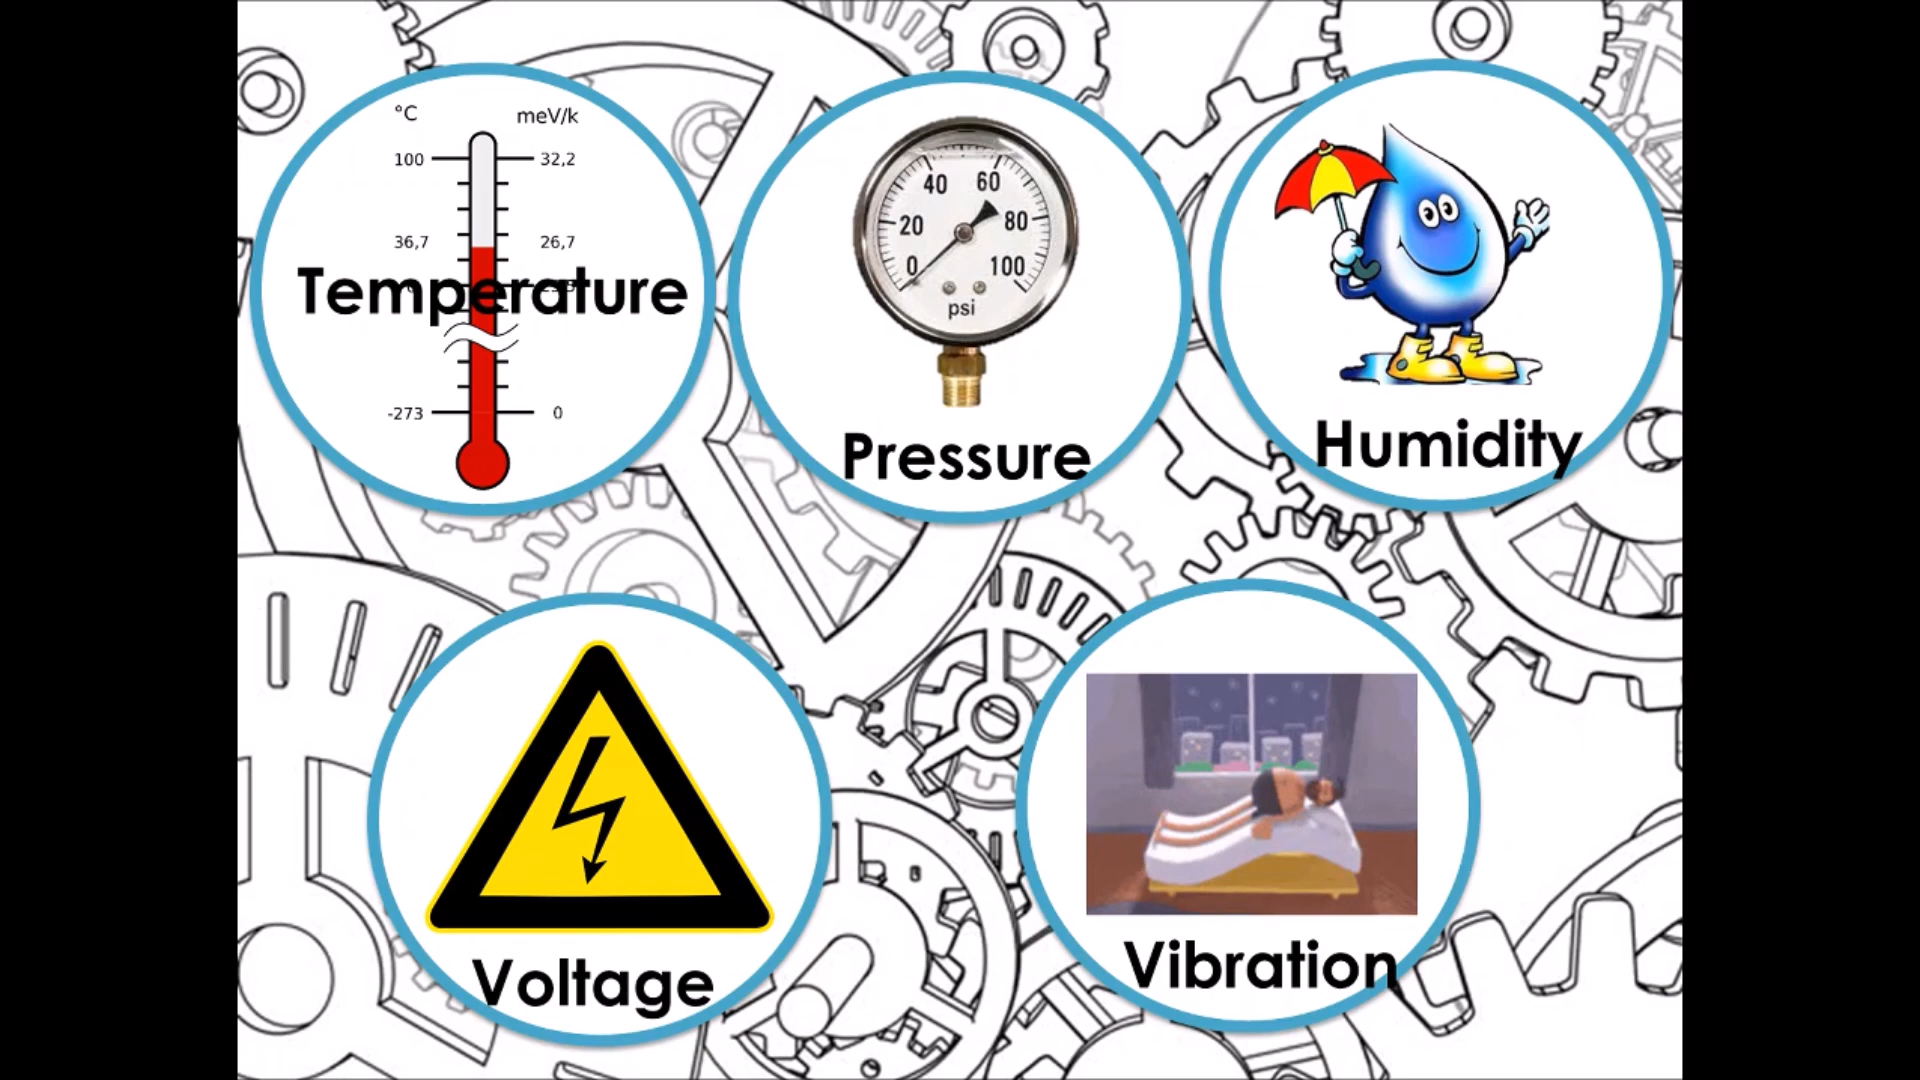 °C meV/k
100 32,2
36,7 26,7
Temperature
-273 0
40 60
20 80
0 100
psi
Pressure
Humidity
Voltage
Vibration